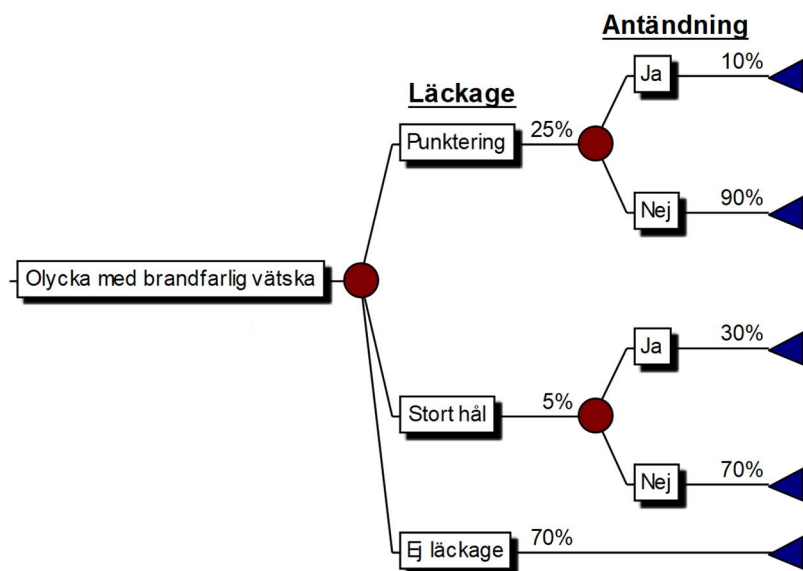 Antändning
Ja
10%
Läckage
Punktering
25%
Nej
90%
Olycka med brandfarlig vätska
Ja
30%
Stort hål
5%
Nej
70%
Ej läckage
70%